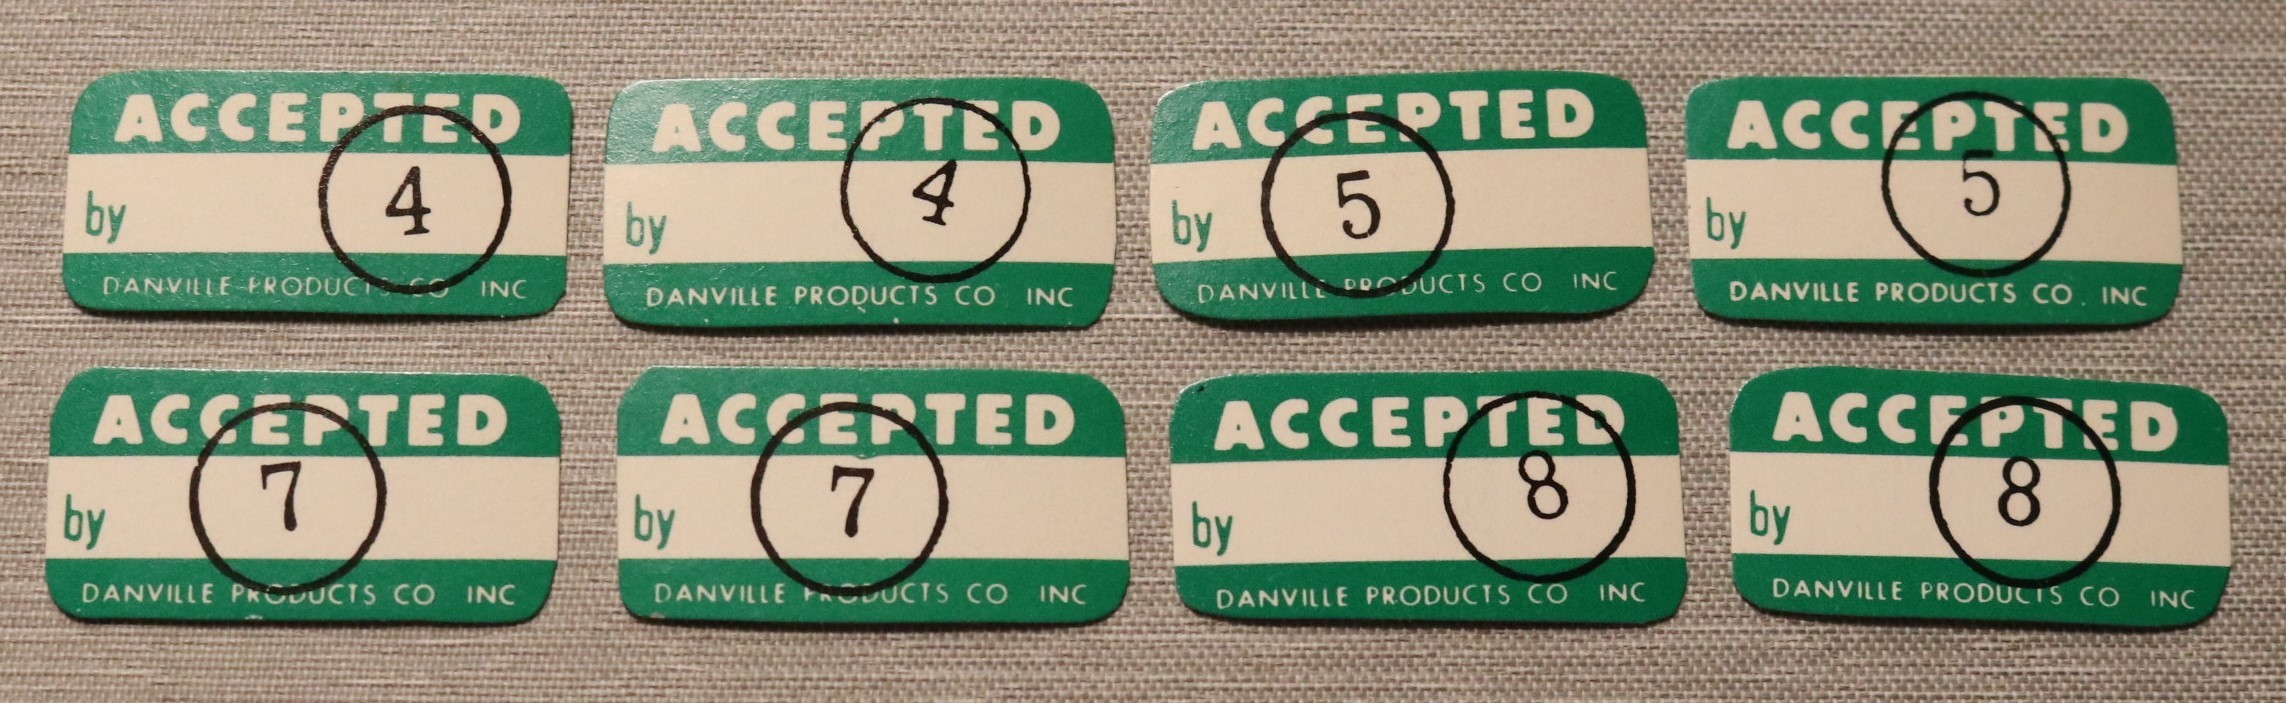 ACCEPTED
by 4
DANVILLE PRODUCTS CO INC
ACCEPTED
by 4
DANVILLE PRODUCTS CO INC
ACCEPTED
by 5
DANVILLE PRODUCTS CO INC
ACCEPTED
by 5
DANVILLE PRODUCTS CO. INC
ACCEPTED
by 7
DANVILLE PRODUCTS CO INC
ACCEPTED
by 7
DANVILLE PRODUCTS CO INC
ACCEPTED
by 8
DANVILLE PRODUCTS CO INC
ACCEPTED
by 8
DANVILLE PRODUCTS CO INC